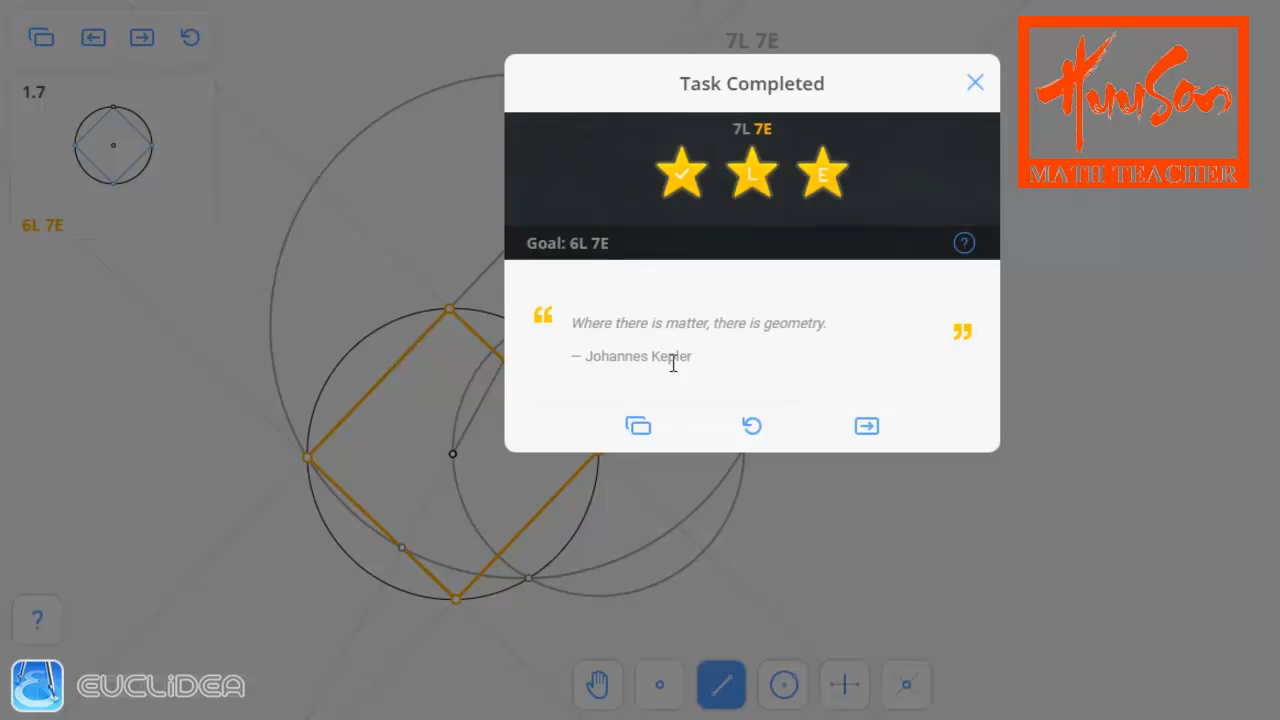 7L 7E
HuuSon
MATH TEACHER
1.7
6L 7E
Task Completed
7L 7E
L
E
Goal: 6L 7E
?
“
Where there is matter, there is geometry.
”
— Johannes Kepler
?
EUCLIDEA